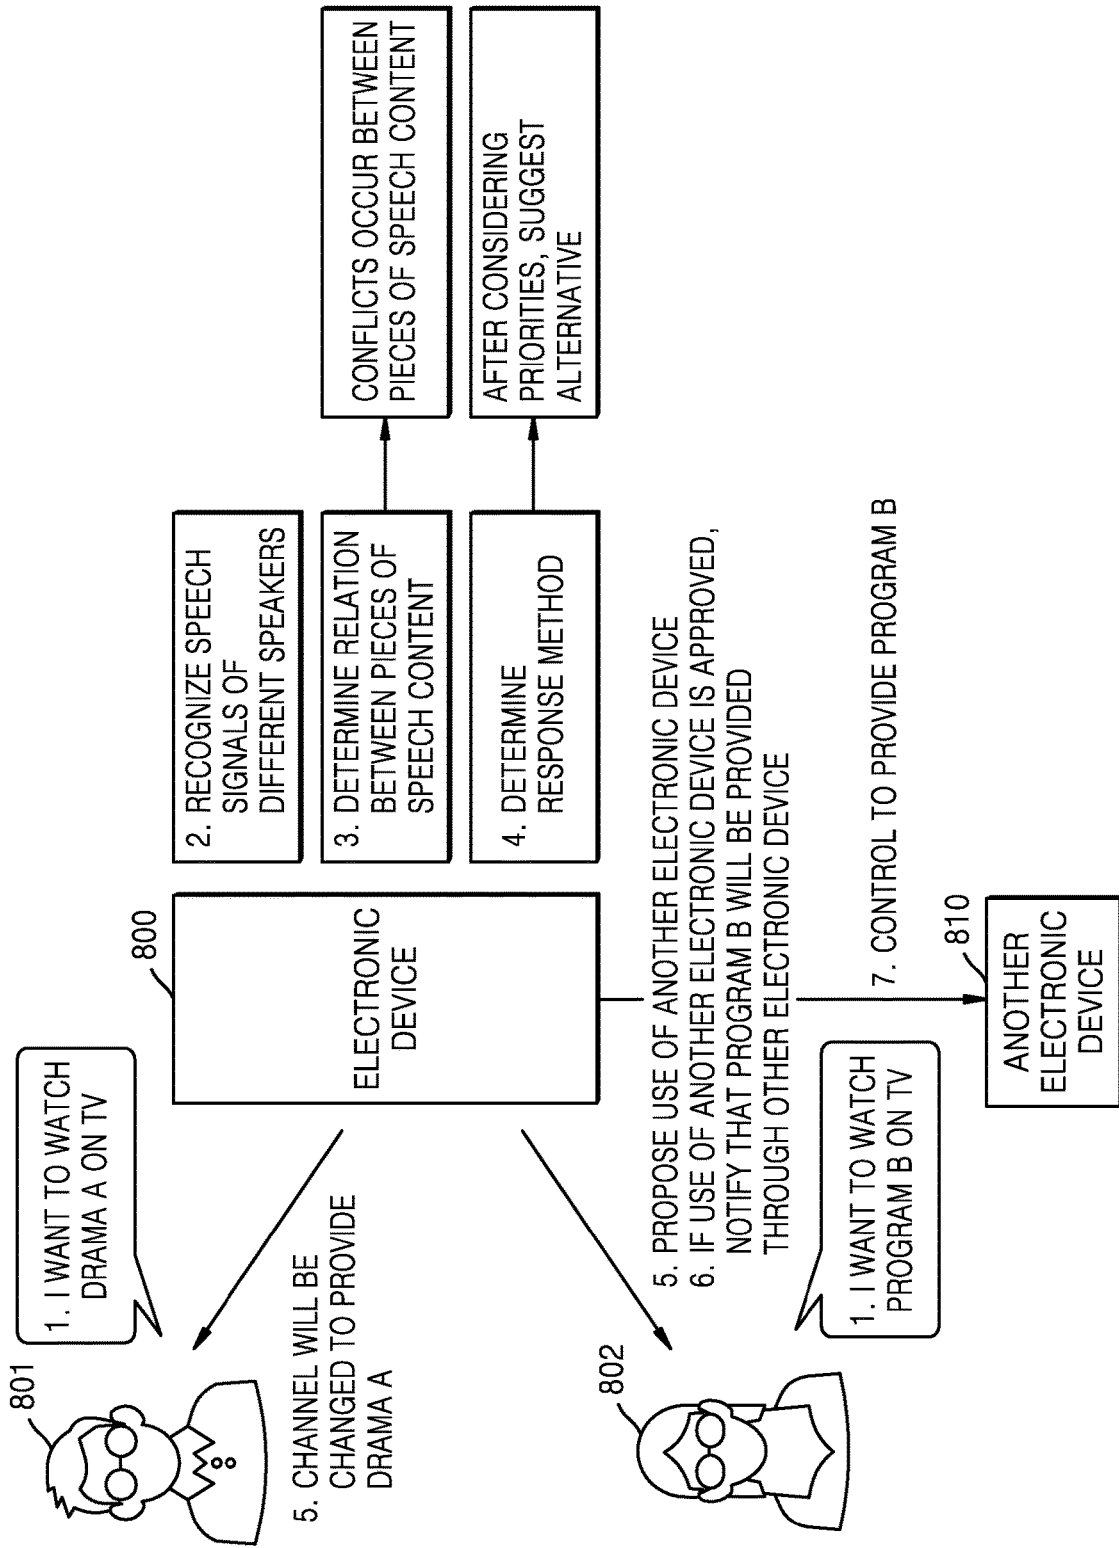 801
1. I WANT TO WATCH
DRAMA A ON TV
5. CHANNEL WILL BE
CHANGED TO PROVIDE
DRAMA A
800
ELECTRONIC
DEVICE
2. RECOGNIZE SPEECH
SIGNALS OF
DIFFERENT SPEAKERS
3. DETERMINE RELATION
BETWEEN PIECES OF
SPEECH CONTENT
CONFLICTS OCCUR BETWEEN
PIECES OF SPEECH CONTENT
4. DETERMINE
RESPONSE METHOD
AFTER CONSIDERING
PRIORITIES, SUGGEST
ALTERNATIVE
802
5. PROPOSE USE OF ANOTHER ELECTRONIC DEVICE
6. IF USE OF ANOTHER ELECTRONIC DEVICE IS APPROVED,
NOTIFY THAT PROGRAM B WILL BE PROVIDED
THROUGH OTHER ELECTRONIC DEVICE
1. I WANT TO WATCH
PROGRAM B ON TV
7. CONTROL TO PROVIDE PROGRAM B
810
ANOTHER
ELECTRONIC
DEVICE